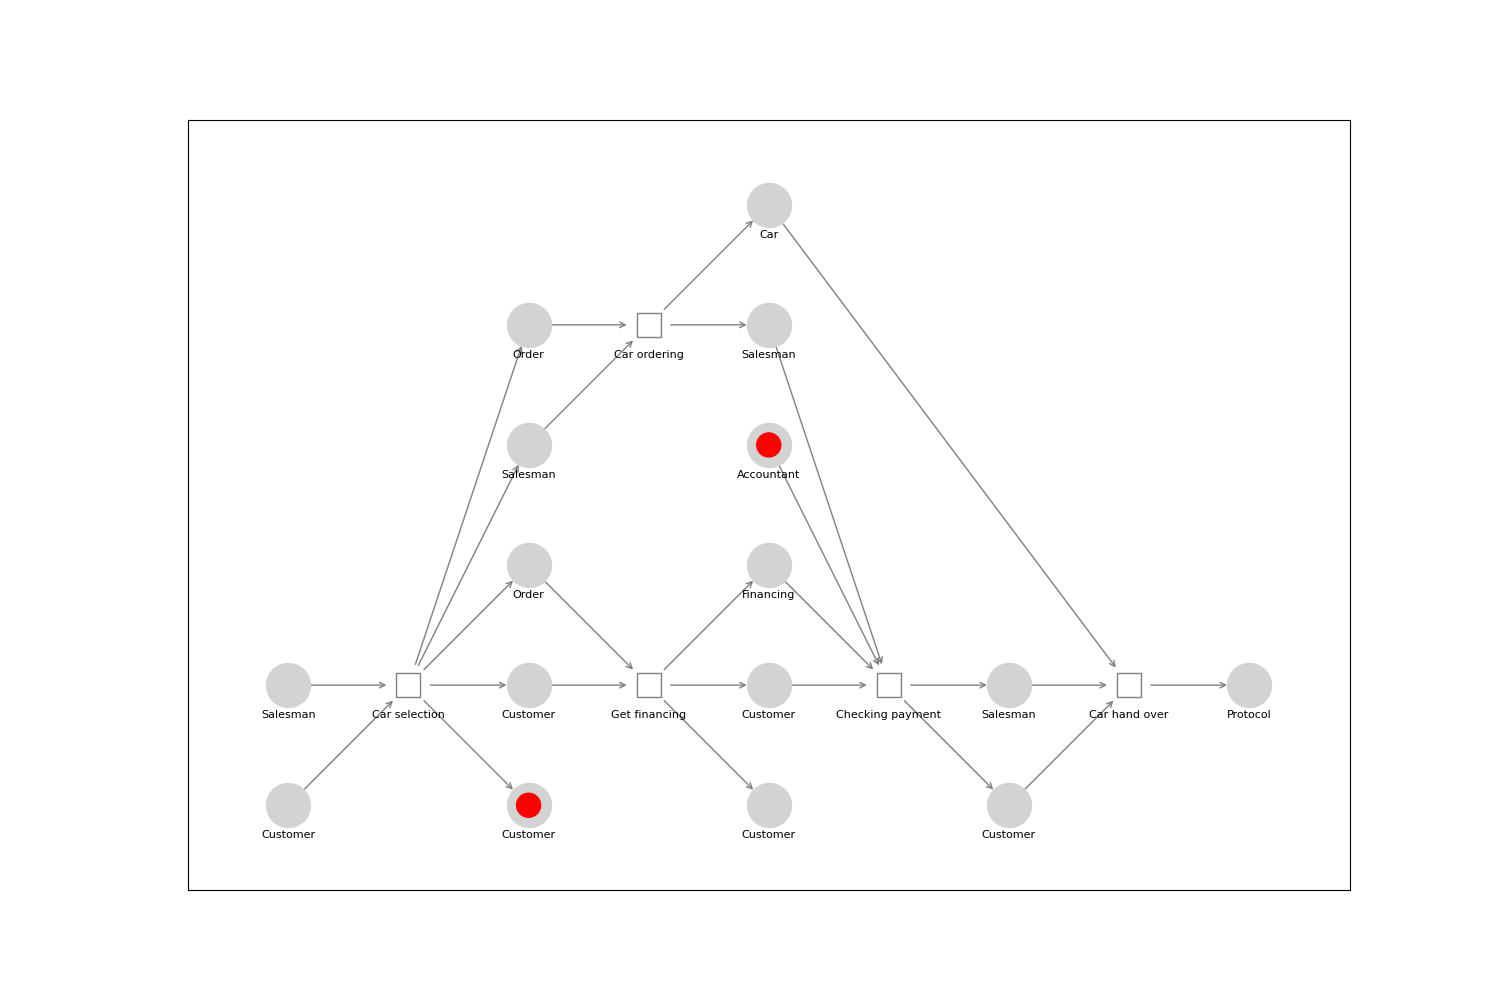 Car
Order
Car ordering
Salesman
Salesman
Accountant
Order
Financing
Salesman
Car selection
Customer
Get financing
Customer
Checking payment
Salesman
Car hand over
Protocol
Customer
Customer
Customer
Customer